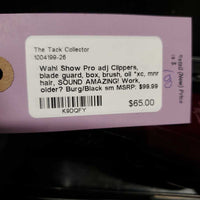 The Tack Collector
1004199-26
Wahl Show Pro adj Clippers,
blade guard, box, brush, oil *xc, mnr
hair, SOUND AMAZING! Work,
older? Burg/Black sm MSRP: $99.99
$65.00
K9DQFY